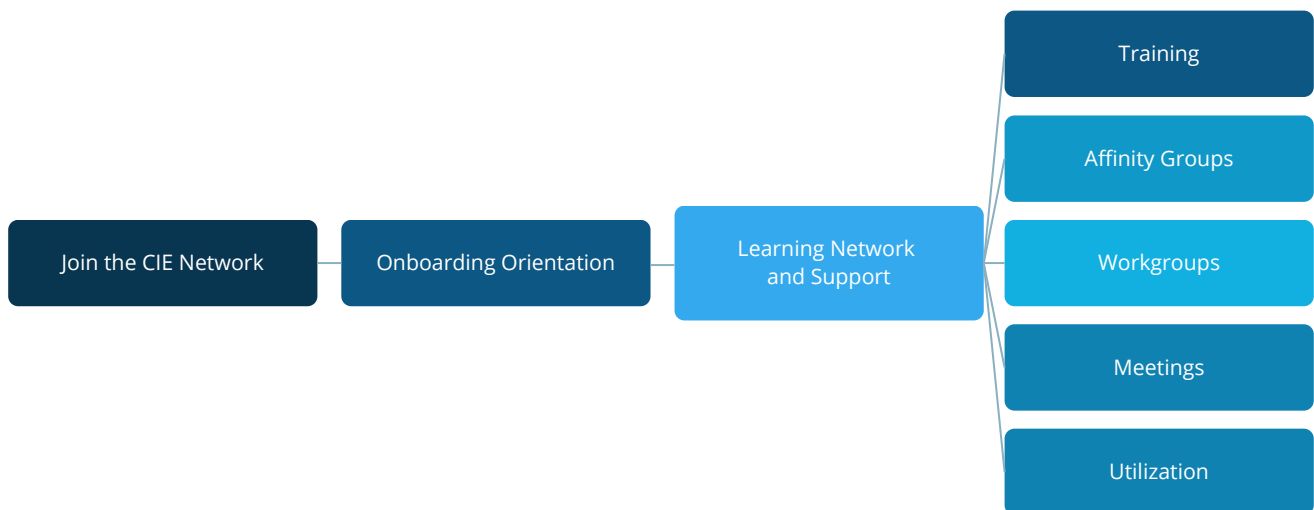 Join the CIE Network
Onboarding Orientation
Learning Network
and Support
Training
Affinity Groups
Workgroups
Meetings
Utilization